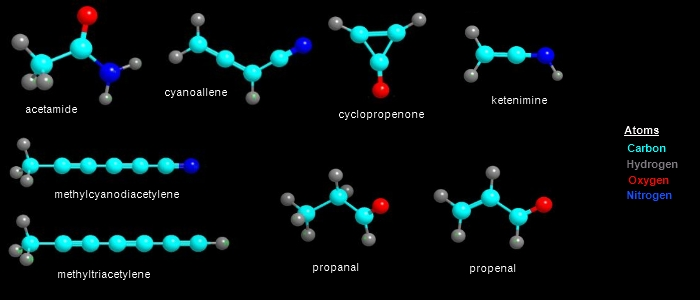 acetamide
cyanoallene
cyclopropenone
ketenimine
Atoms
Carbon
Hydrogen
Oxygen
Nitrogen
methylcyanodiacetylene
methyltriacetylene
propanal
propenal